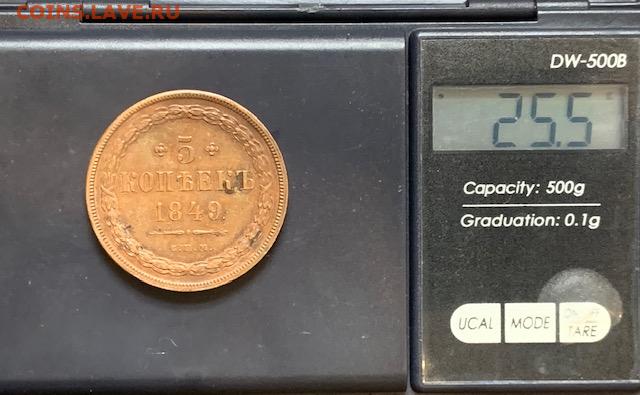 COINS.LAVE.RU
5
КОПѢЕКЪ
1849.
С.П.М.
DW-500B
25.5
Capacity: 500g
Graduation: 0.1g
UCAL
MODE
TARE